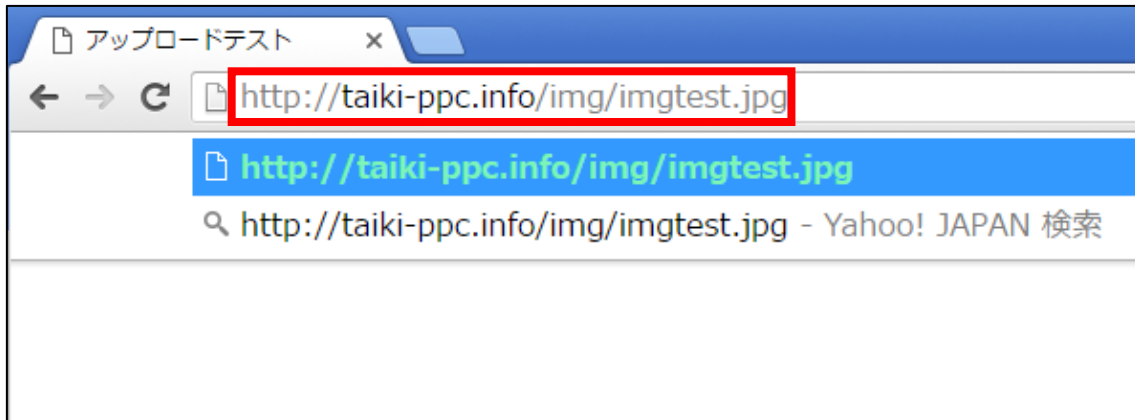 アップロードテスト
http://taiki-ppc.info/img/imgtest.jpg
http://taiki-ppc.info/img/imgtest.jpg
http://taiki-ppc.info/img/imgtest.jpg - Yahoo! JAPAN 検索